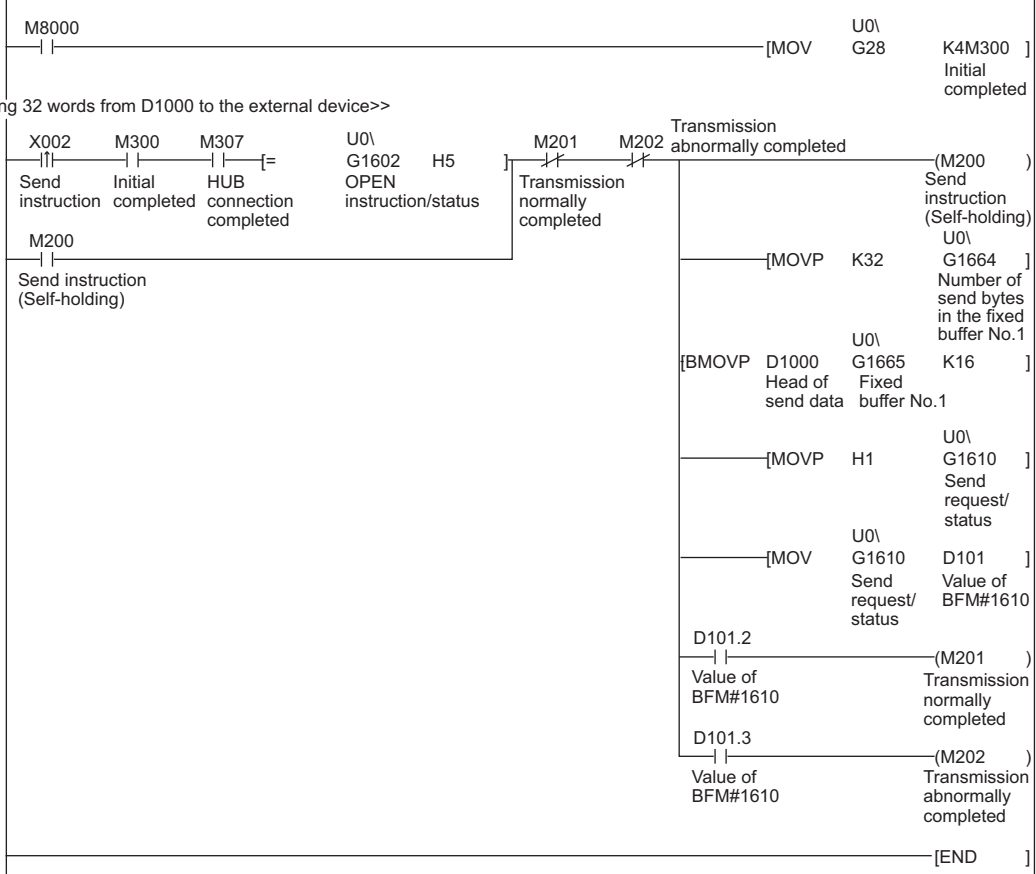 M8000
U0\
[MOV G28 K4M300 ]
Initial
completed
ng 32 words from D1000 to the external device>>
X002 M300 M307 [= U0\ G1602 H5 ] M201 M202 Transmission abnormally completed
(M200 )
Send instruction
Initial completed
HUB connection completed
OPEN instruction/status
Transmission normally completed
Send instruction (Self-holding)
M200
Send instruction
(Self-holding)
U0\
[MOVP K32 G1664 ]
Number of
send bytes
in the fixed
buffer No.1
U0\
[BMOVP D1000 G1665 K16 ]
Head of send data
Fixed buffer No.1
U0\
[MOVP H1 G1610 ]
Send
request/
status
U0\
[MOV G1610 D101 ]
Send request/ status
Value of BFM#1610
D101.2
(M201 )
Value of BFM#1610
Transmission normally completed
D101.3
(M202 )
Value of BFM#1610
Transmission abnormally completed
[END ]